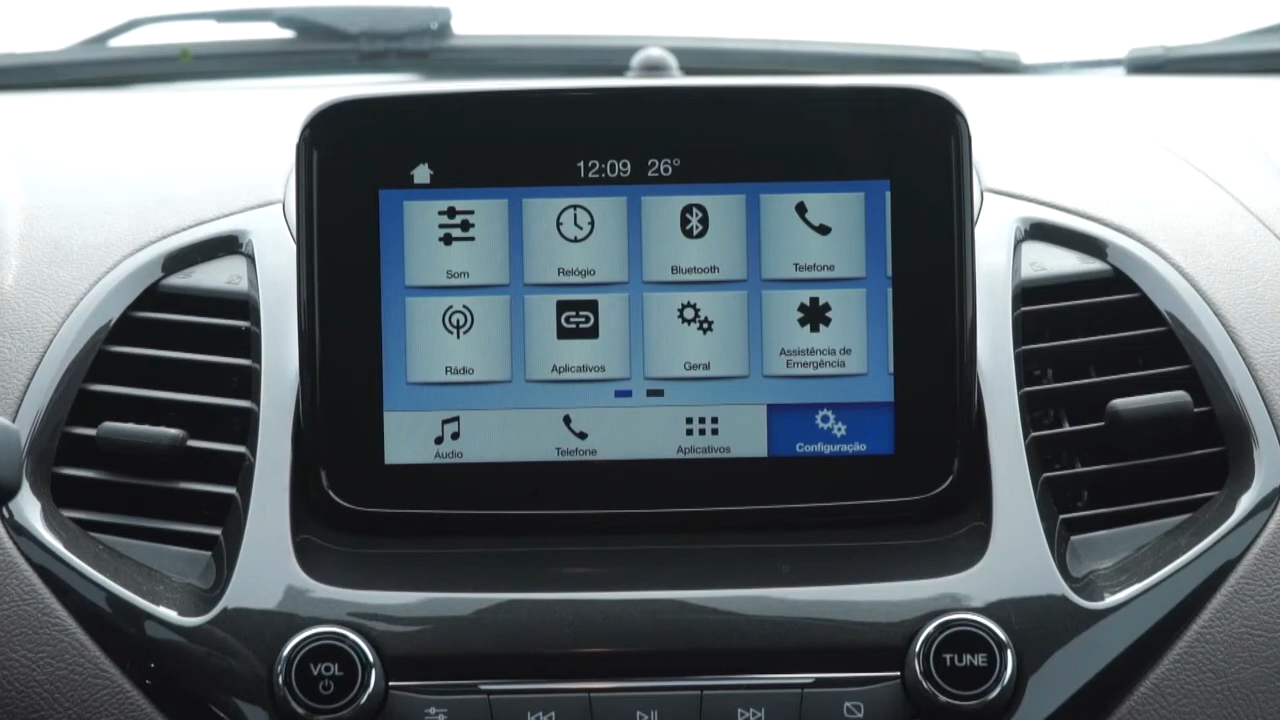 12:09 26°
Som
Relógio
Bluetooth
Telefone
Rádio
Aplicativos
Geral
Assistência de
Emergência
Áudio
Telefone
Aplicativos
Configuração
VOL
TUNE